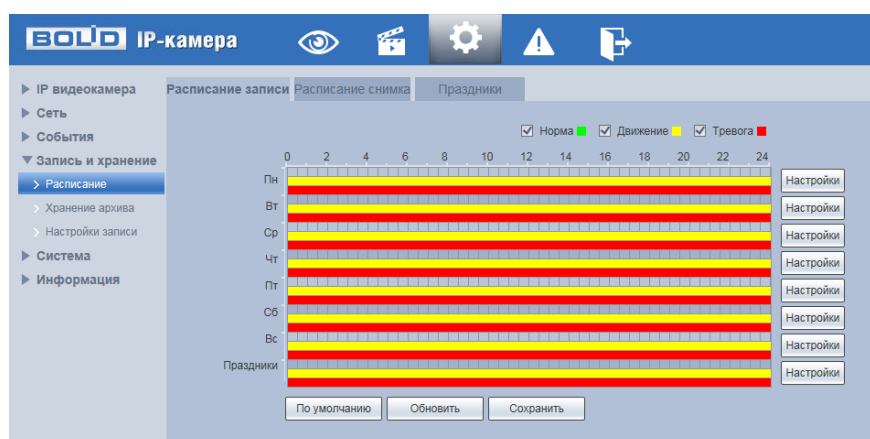 BOLID IP-камера
IP видеокамера
Сеть
События
Запись и хранение
Расписание
Хранение архива
Настройки записи
Система
Информация
Расписание записи Расписание снимка Праздники
Норма Движение Тревога
0 2 4 6 8 10 12 14 16 18 20 22 24
Пн Настройки
Вт Настройки
Ср Настройки
Чт Настройки
Пт Настройки
Сб Настройки
Вс Настройки
Праздники Настройки
По умолчанию Обновить Сохранить